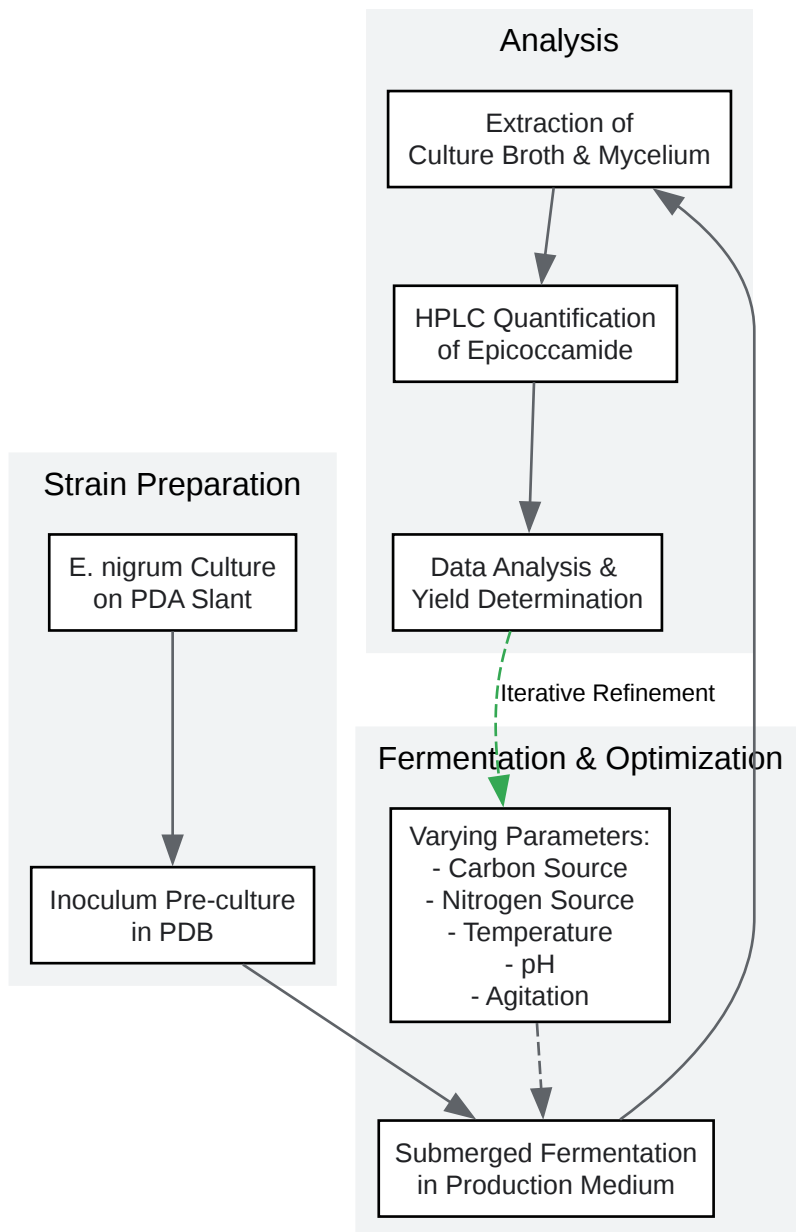 Analysis
Extraction of
Culture Broth & Mycelium
HPLC Quantification
of Epicoccamide
Data Analysis &
Yield Determination
Strain Preparation
E. nigrum Culture
on PDA Slant
Inoculum Pre-culture
in PDB
Iterative Refinement
Fermentation & Optimization
Varying Parameters:
- Carbon Source
- Nitrogen Source
- Temperature
- pH
- Agitation
Submerged Fermentation
in Production Medium